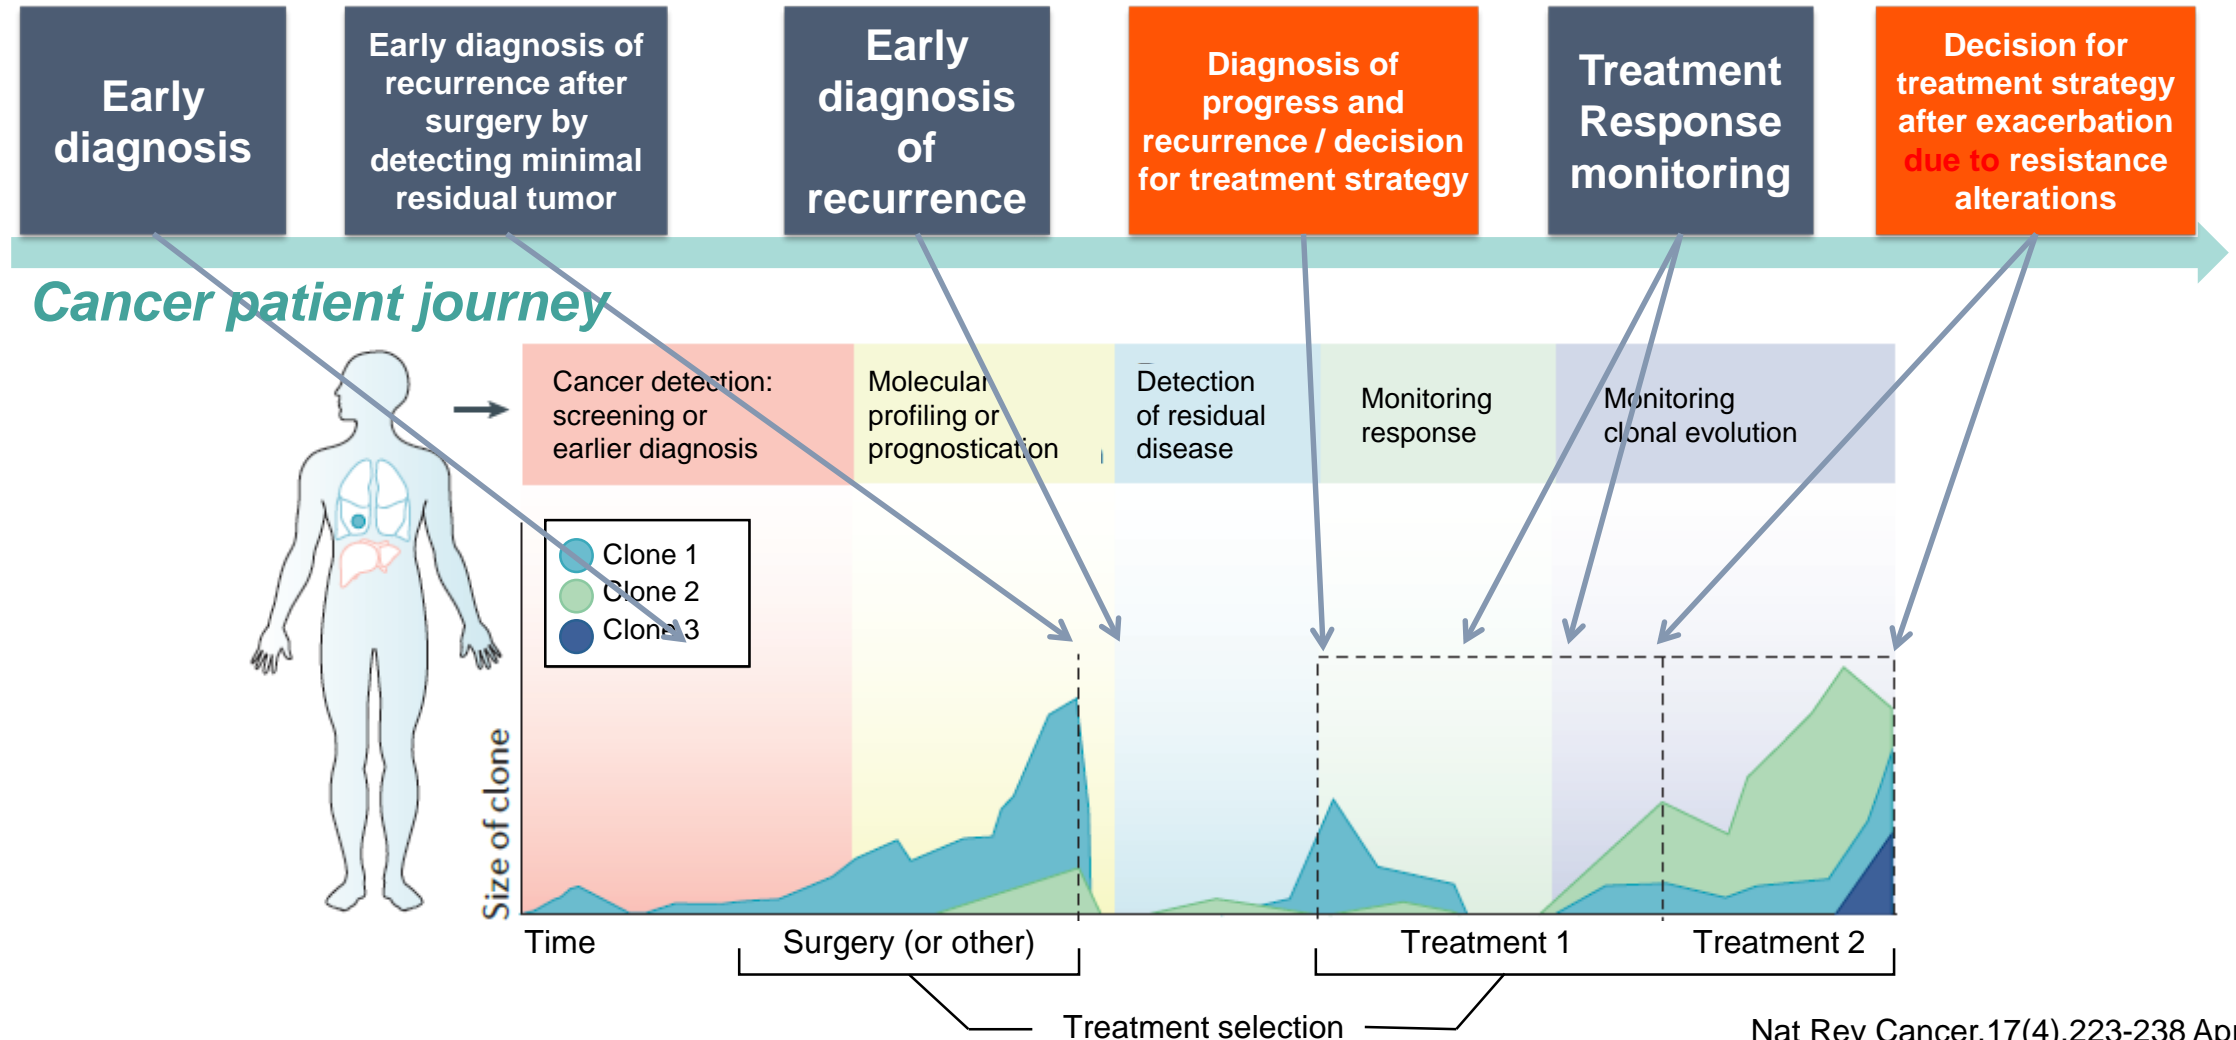 Early
diagnosis
Early diagnosis of
recurrence after
surgery by
detecting minimal
residual tumor
Early
diagnosis
of
recurrence
Diagnosis of
progress and
recurrence / decision
for treatment strategy
Treatment
Response
monitoring
Decision for
treatment strategy
after exacerbation
due to resistance
alterations
Cancer patient journey
Cancer detection:
screening or
earlier diagnosis
Molecular
profiling or
prognostication
Detection
of residual
disease
Monitoring
response
Monitoring
clonal evolution
Clone 1
Clone 2
Clone 3
Size of clone
Time
Surgery (or other)
Treatment 1
Treatment 2
Treatment selection
Nat Rev Cancer.17(4).223-238 Apr